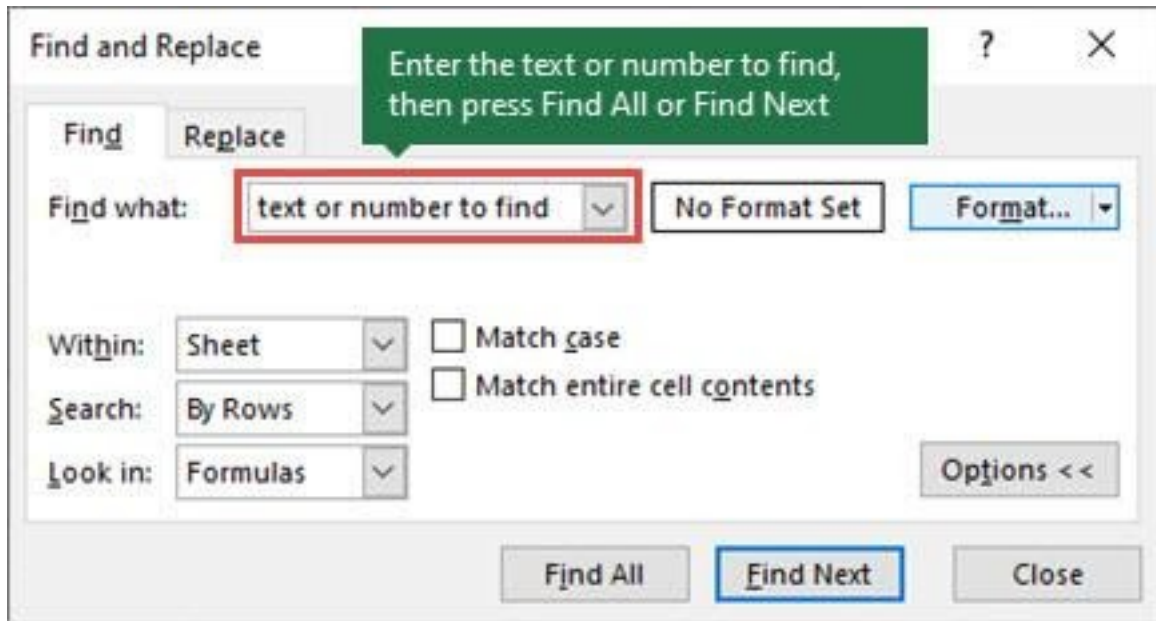 Find and Replace
?
Enter the text or number to find,
then press Find All or Find Next
Find
Replace
Find what:
text or number to find
No Format Set
Format...
Within:
Sheet
Match case
Match entire cell contents
Search:
By Rows
Look in:
Formulas
Options <<
Find All
Find Next
Close